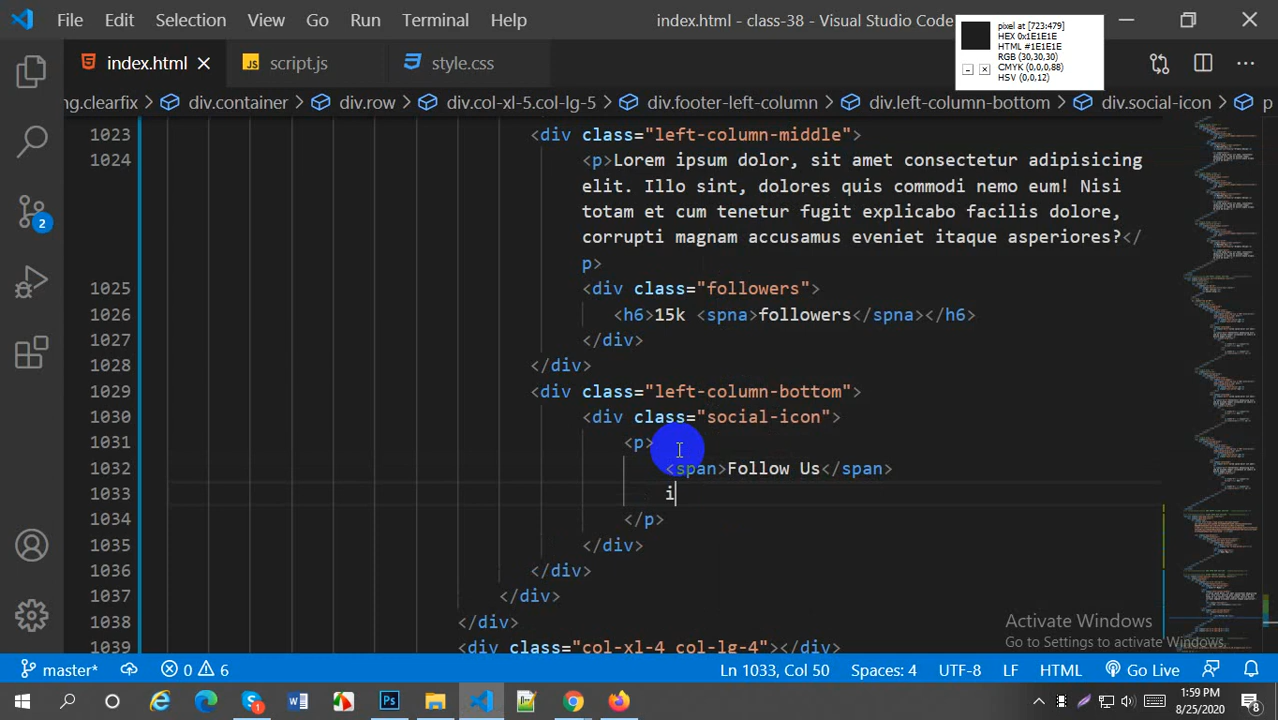 File Edit Selection View Go Run Terminal Help
index.html - class-38 - Visual Studio Code
pixel at [723:479]
HEX 0x1E1E1E
HTML #1E1E1E
RGB (30,30,30)
CMYK (0,0,0,88)
HSV (0,0,12)
index.html JS script.js style.css
ng.clearfix > div.container > div.row > div.col-xl-5.col-lg-5 > div.footer-left-column > div.left-column-bottom > div.social-icon > p
1023 <div class="left-column-middle">
1024 <p>Lorem ipsum dolor, sit amet consectetur adipisicing
elit. Illo sint, dolores quis commodi nemo eum! Nisi
totam et cum tenetur fugit explicabo facilis dolore,
corrupti magnam accusamus eveniet itaque asperiores?</
p>
1025 <div class="followers">
1026 <h6>15k <spna>followers</spna></h6>
1027 </div>
1028 </div>
1029 <div class="left-column-bottom">
1030 <div class="social-icon">
1031 <p>
1032 <span>Follow Us</span>
1033 i
1034 </p>
1035 </div>
1036 </div>
1037 </div>
1038 </div>
1039 <div class="col-xl-4 col-lg-4"></div>
2
Activate Windows
Go to Settings to activate Windows.
master* 0 6 Ln 1033, Col 50 Spaces: 4 UTF-8 LF HTML Go Live
1 W Ps 1:59 PM
8/25/2020 8